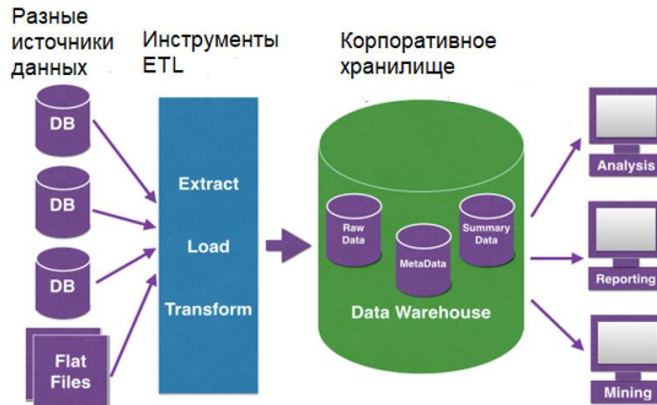 Разные
источники
данных
Инструменты
ETL
Корпоративное
хранилище
DB
DB
DB
Flat
Files
Extract
Load
Transform
Raw
Data
MetaData
Summary
Data
Data Warehouse
Analysis
Reporting
Mining